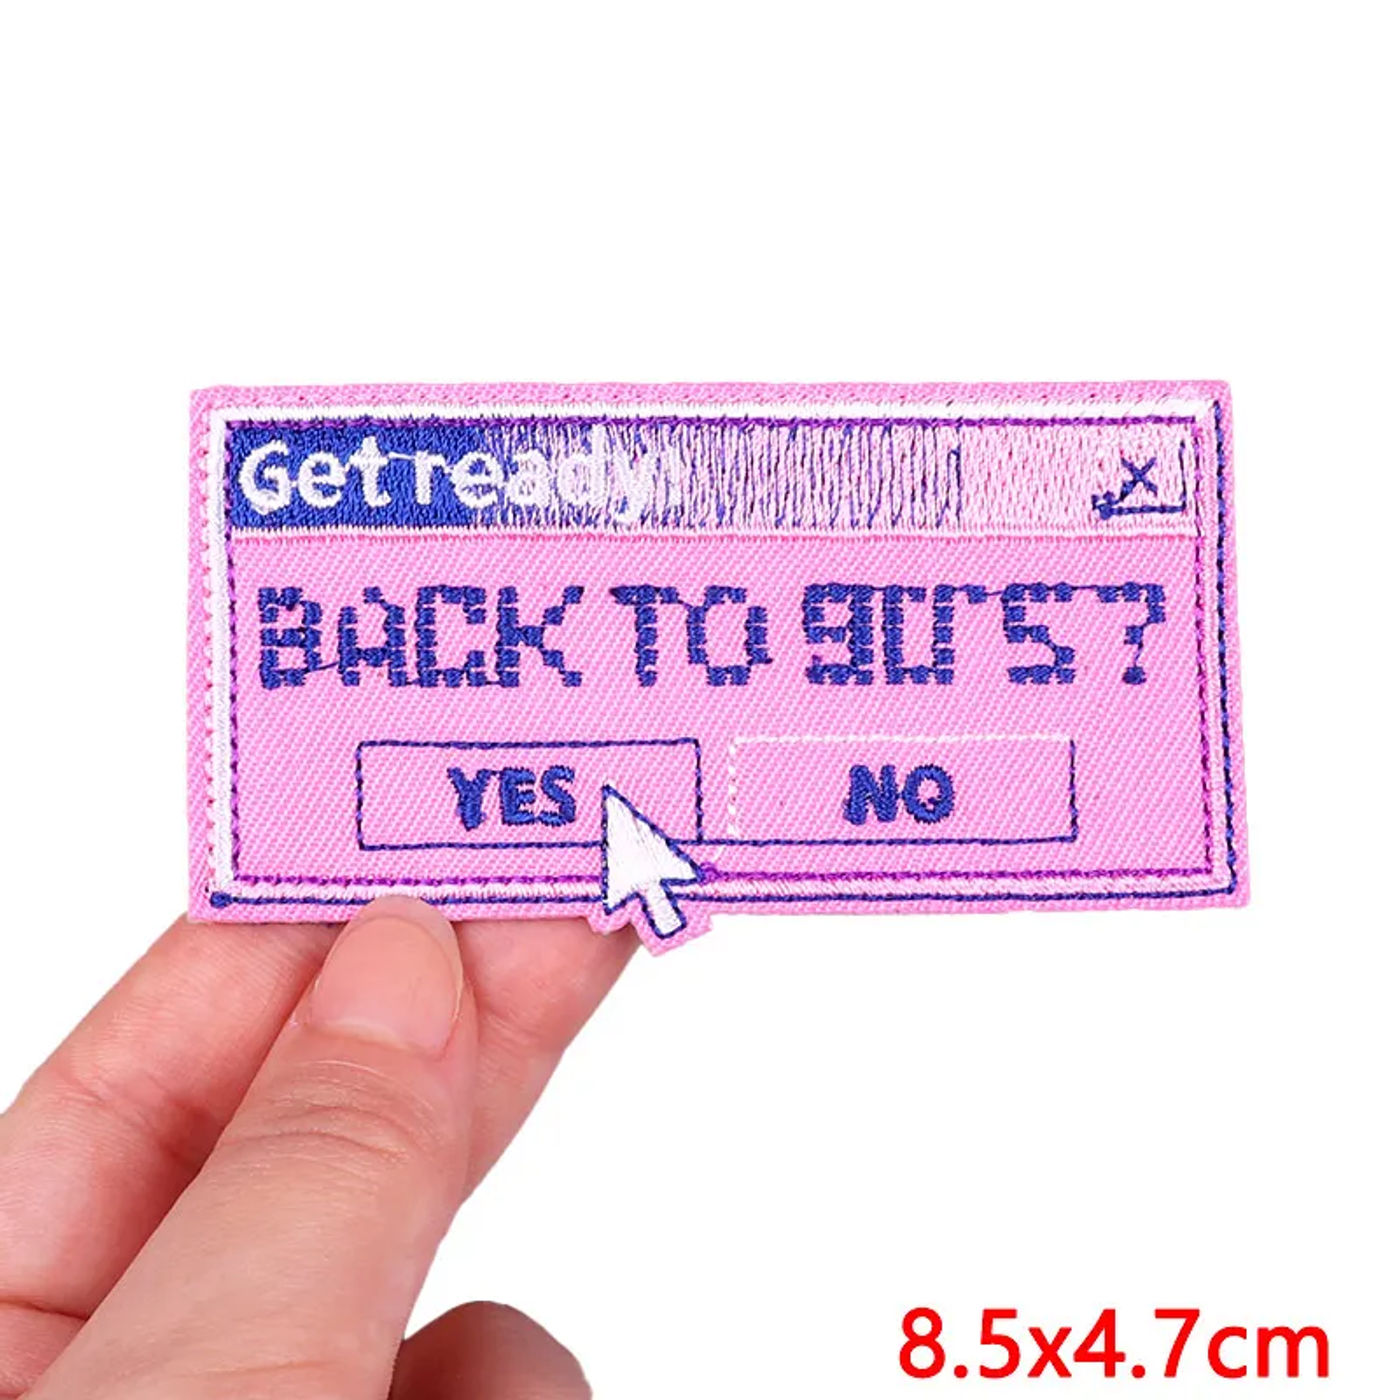 Get ready:
X
BACK TO 90'S?
YES NO
8.5x4.7cm